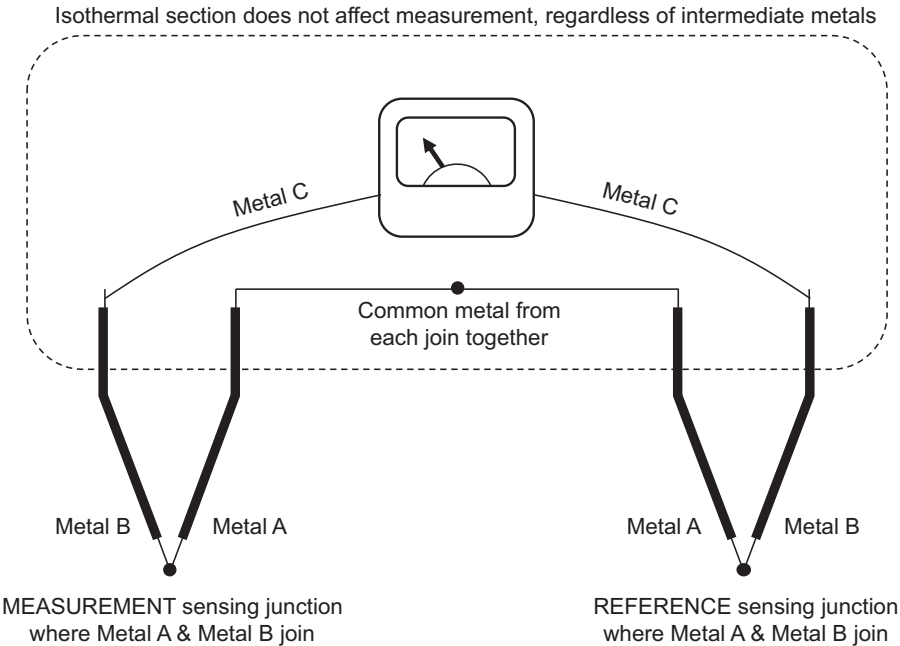 Isothermal section does not affect measurement, regardless of intermediate metals
Metal C
Metal C
Common metal from
each join together
Metal B
Metal A
Metal A
Metal B
MEASUREMENT sensing junction
where Metal A & Metal B join
REFERENCE sensing junction
where Metal A & Metal B join